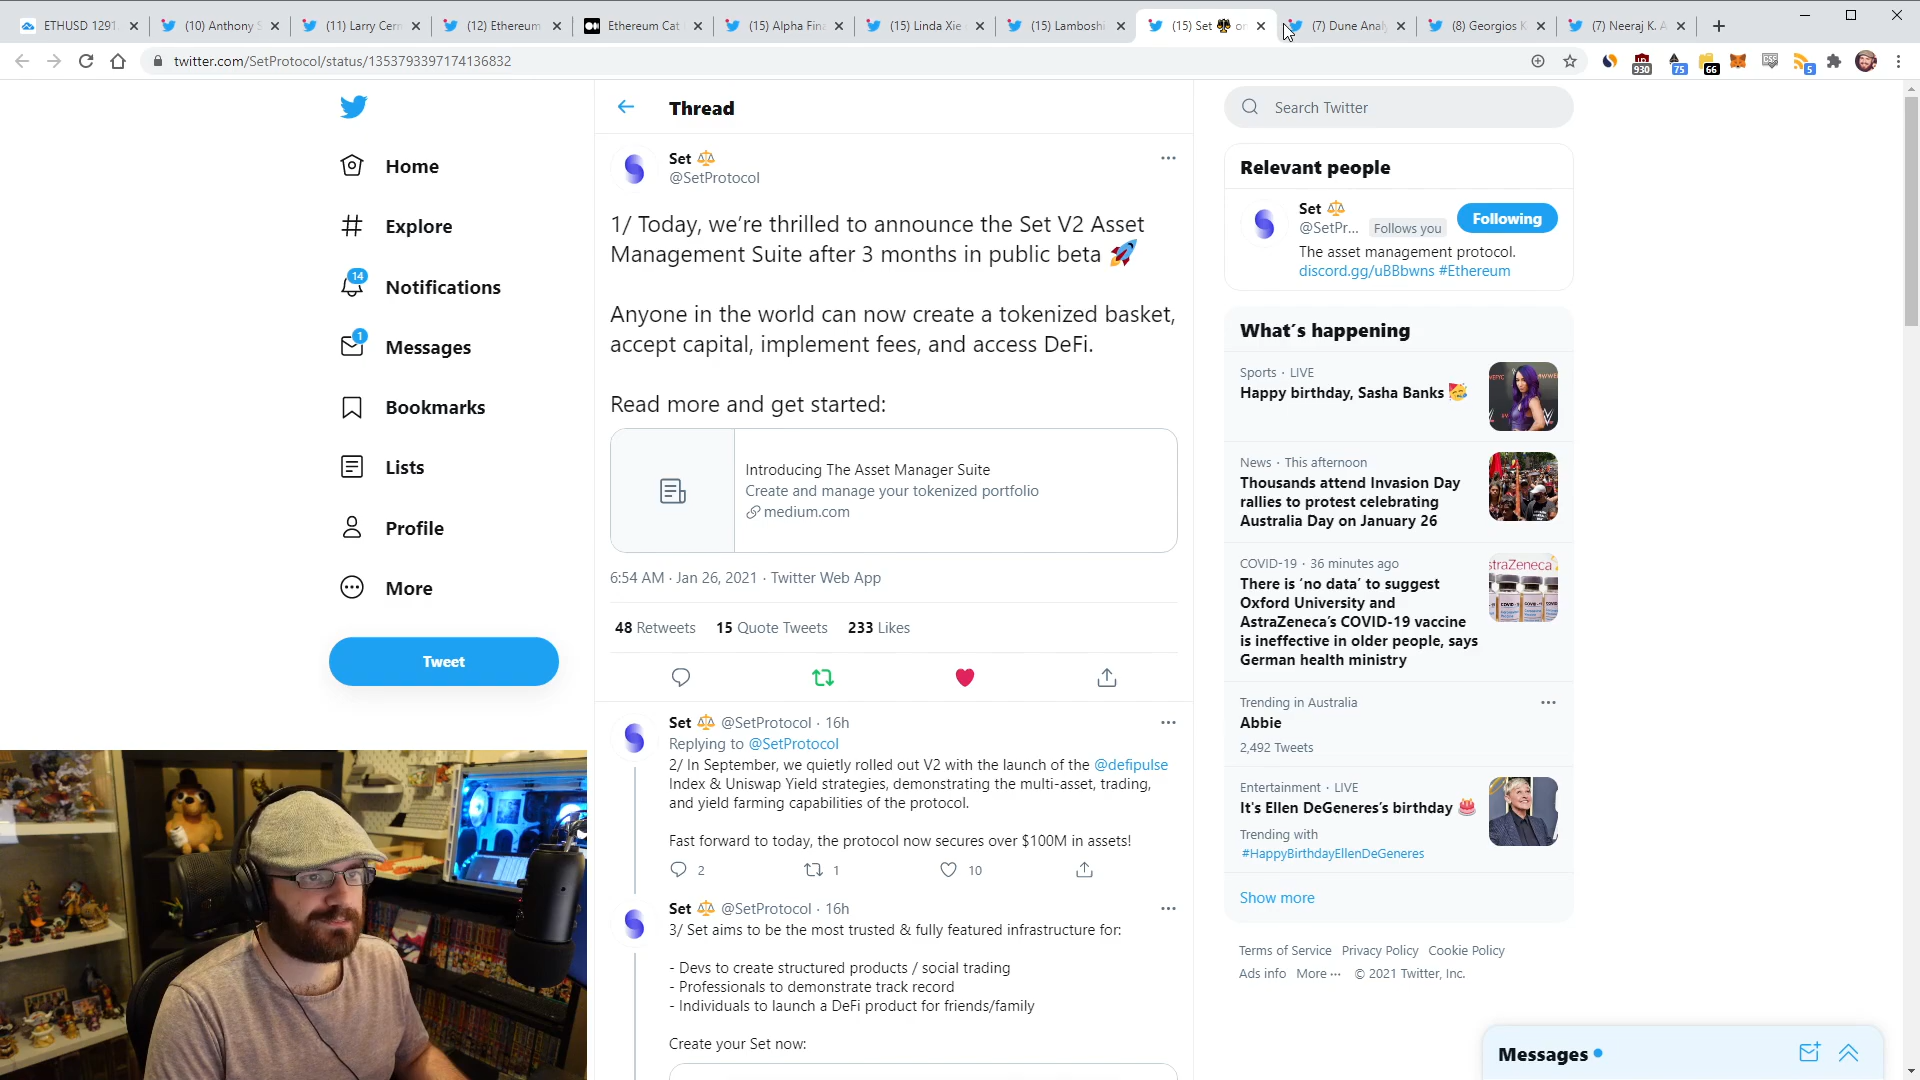 ETHUSD 1291.
(10) Anthony S
(11) Larry Cerm
(12) Ethereum
Ethereum Cat
(15) Alpha Fina
(15) Linda Xie
(15) Lamboshi
(15) Set ⚖ on
(7) Dune Analy
(8) Georgios K
(7) Neeraj K. A
twitter.com/SetProtocol/status/1353793397174136832
930
75
66
5
Home
Explore
14
Notifications
1
Messages
Bookmarks
Lists
Profile
More
Tweet
Thread
Set ⚖
@SetProtocol
1/ Today, we’re thrilled to announce the Set V2 Asset
Management Suite after 3 months in public beta 🚀
Anyone in the world can now create a tokenized basket,
accept capital, implement fees, and access DeFi.
Read more and get started:
Introducing The Asset Manager Suite
Create and manage your tokenized portfolio
medium.com
6:54 AM · Jan 26, 2021 · Twitter Web App
48 Retweets 15 Quote Tweets 233 Likes
Set ⚖ @SetProtocol · 16h
Replying to @SetProtocol
2/ In September, we quietly rolled out V2 with the launch of the @defipulse
Index & Uniswap Yield strategies, demonstrating the multi-asset, trading,
and yield farming capabilities of the protocol.
Fast forward to today, the protocol now secures over $100M in assets!
2 1 10
Set ⚖ @SetProtocol · 16h
3/ Set aims to be the most trusted & fully featured infrastructure for:
- Devs to create structured products / social trading
- Professionals to demonstrate track record
- Individuals to launch a DeFi product for friends/family
Create your Set now:
Search Twitter
Relevant people
Set ⚖
@SetPr... Follows you
Following
The asset management protocol.
discord.gg/uBBbwns #Ethereum
What’s happening
Sports · LIVE
Happy birthday, Sasha Banks 🥳
News · This afternoon
Thousands attend Invasion Day
rallies to protest celebrating
Australia Day on January 26
COVID-19 · 36 minutes ago
There is ‘no data’ to suggest
Oxford University and
AstraZeneca’s COVID-19 vaccine
is ineffective in older people, says
German health ministry
straZeneca
Trending in Australia
Abbie
2,492 Tweets
Entertainment · LIVE
It's Ellen DeGeneres’s birthday 🎂
Trending with
#HappyBirthdayEllenDeGeneres
Show more
Terms of Service Privacy Policy Cookie Policy
Ads info More ··· © 2021 Twitter, Inc.
Messages